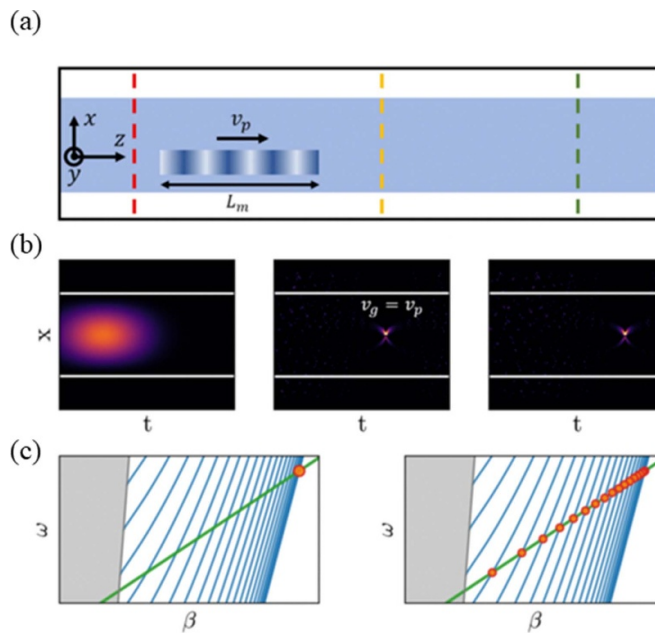 (a)
x
v_p
z
y
L_m
(b)
x
v_g = v_p
t
t
t
(c)
ω
ω
β
β